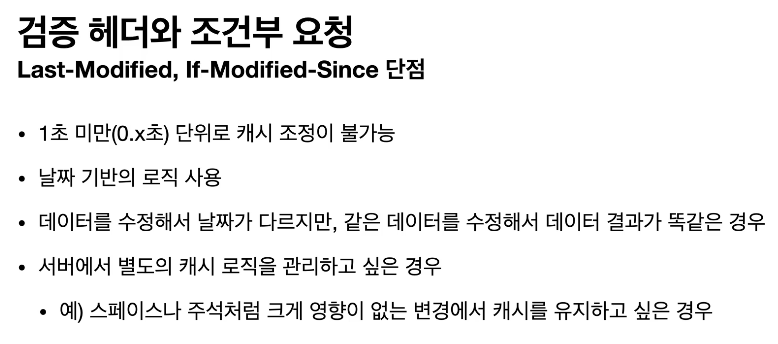 검증 헤더와 조건부 요청
Last-Modified, If-Modified-Since 단점
• 1초 미만(0.x초) 단위로 캐시 조정이 불가능
• 날짜 기반의 로직 사용
• 데이터를 수정해서 날짜가 다르지만, 같은 데이터를 수정해서 데이터 결과가 똑같은 경우
• 서버에서 별도의 캐시 로직을 관리하고 싶은 경우
• 예) 스페이스나 주석처럼 크게 영향이 없는 변경에서 캐시를 유지하고 싶은 경우